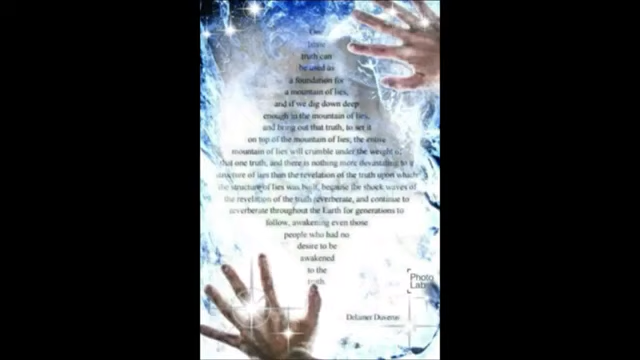 One
basic
truth can
be used as
a foundation for
a mountain of lies,
and if we dig down deep
enough in the mountain of lies,
and bring out that truth, to set it
on top of the mountain of lies; the entire
mountain of lies will crumble under the weight of
that one truth, and there is nothing more devastating to a
structure of lies than the revelation of the truth upon which
the structure of lies was built, because the shock waves of
the revelation of the truth reverberate, and continue to
reverberate throughout the Earth for generations to
follow, awakening even those
people who had no
desire to be
awakened
to the
truth.
Photo
Lab
Delamer Duverus